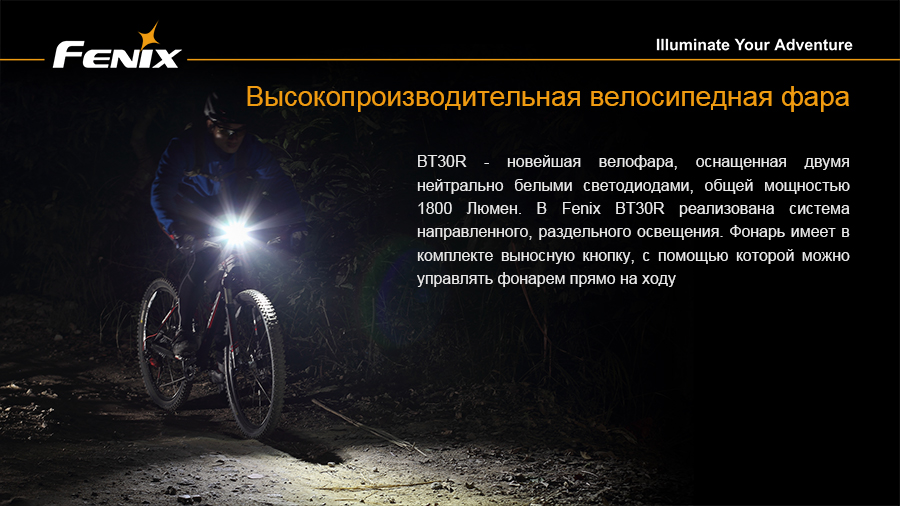 FENIX
Illuminate Your Adventure
Высокопроизводительная велосипедная фара
BT30R - новейшая велофара, оснащенная двумя
нейтрально белыми светодиодами, общей мощностью
1800 Люмен. В Fenix BT30R реализована система
направленного, раздельного освещения. Фонарь имеет в
комплекте выносную кнопку, с помощью которой можно
управлять фонарем прямо на ходу